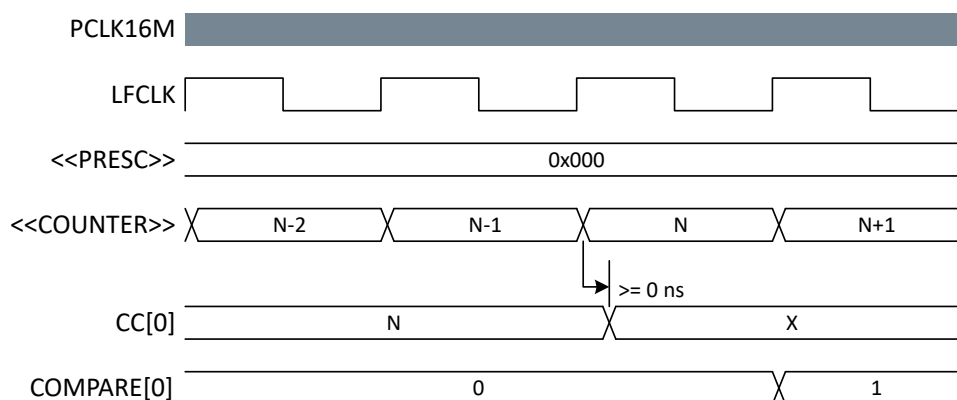 PCLK16M
LFCLK
<<PRESC>> 0x000
<<COUNTER>> N-2 N-1 N N+1
>= 0 ns
CC[0] N X
COMPARE[0] 0 1